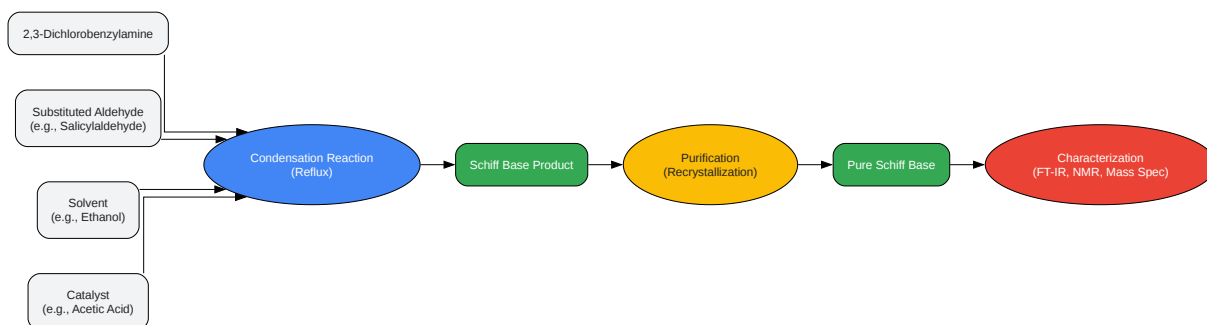 2,3-Dichlorobenzylamine
Substituted Aldehyde
(e.g., Salicylaldehyde)
Solvent
(e.g., Ethanol)
Catalyst
(e.g., Acetic Acid)
Condensation Reaction
(Reflux)
Schiff Base Product
Purification
(Recrystallization)
Pure Schiff Base
Characterization
(FT-IR, NMR, Mass Spec)